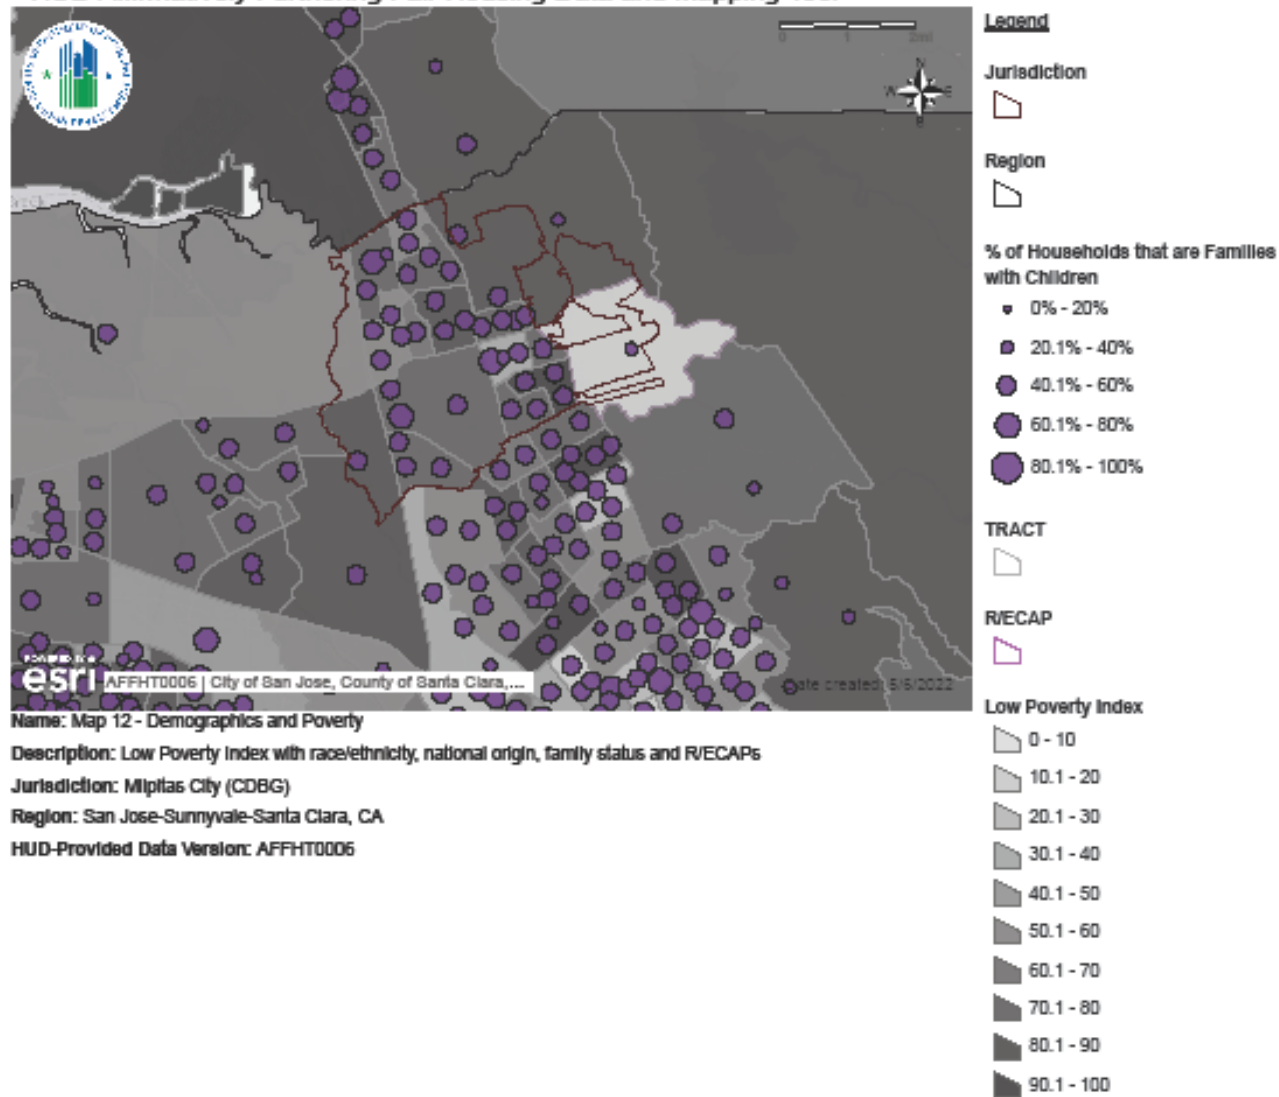 0 1 2mi
N
W E
S
POWERED BY
esri
AFFHT0006 | City of San Jose, County of Santa Clara,...
Date created: 5/6/2022
Name: Map 12 - Demographics and Poverty
Description: Low Poverty Index with race/ethnicity, national origin, family status and R/ECAPs
Jurisdiction: Milpitas City (CDBG)
Region: San Jose-Sunnyvale-Santa Clara, CA
HUD-Provided Data Version: AFFHT0006
Legend
Jurisdiction
Region
% of Households that are Families
with Children
0% - 20%
20.1% - 40%
40.1% - 60%
60.1% - 80%
80.1% - 100%
TRACT
R/ECAP
Low Poverty Index
0 - 10
10.1 - 20
20.1 - 30
30.1 - 40
40.1 - 50
50.1 - 60
60.1 - 70
70.1 - 80
80.1 - 90
90.1 - 100